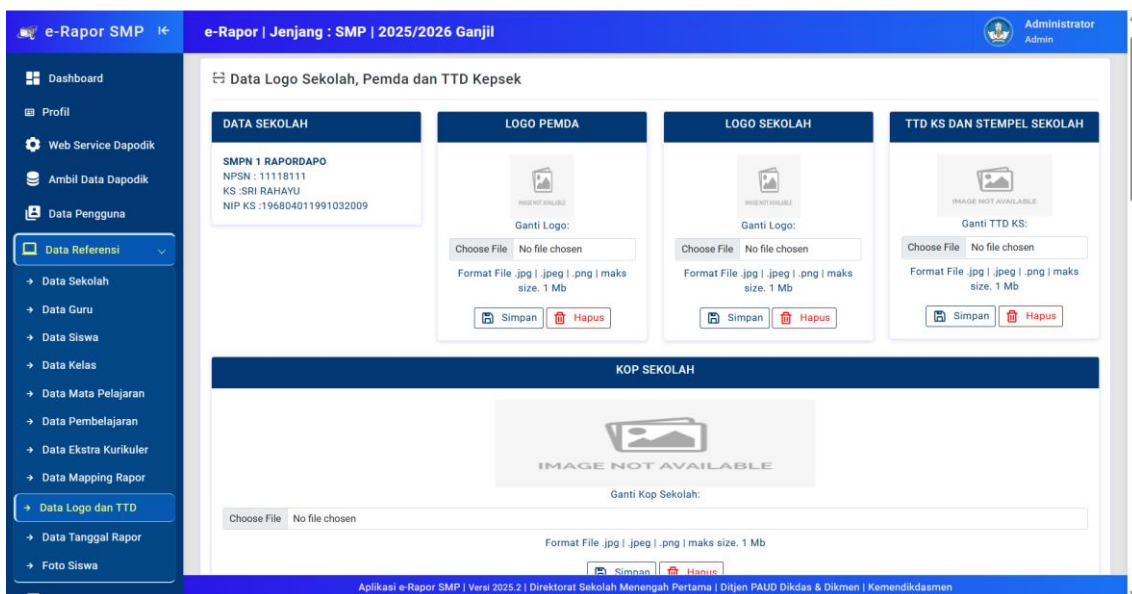 e-Rapor SMP
e-Rapor | Jenjang : SMP | 2025/2026 Ganjil
Administrator
Admin
Dashboard
Profil
Web Service Dapodik
Ambil Data Dapodik
Data Pengguna
Data Referensi
Data Sekolah
Data Guru
Data Siswa
Data Kelas
Data Mata Pelajaran
Data Pembelajaran
Data Ekstra Kurikuler
Data Mapping Rapor
Data Logo dan TTD
Data Tanggal Rapor
Foto Siswa
Data Logo Sekolah, Pemda dan TTD Kepsek
DATA SEKOLAH
SMPN 1 RAPORDAPO
NPSN : 11118111
KS :SRI RAHAYU
NIP KS :196804011991032009
LOGO PEMDA
IMAGE NOT AVAILABLE
Ganti Logo:
Choose File No file chosen
Format File .jpg | .jpeg | .png | maks
size. 1 Mb
Simpan Hapus
LOGO SEKOLAH
IMAGE NOT AVAILABLE
Ganti Logo:
Choose File No file chosen
Format File .jpg | .jpeg | .png | maks
size. 1 Mb
Simpan Hapus
TTD KS DAN STEMPEL SEKOLAH
IMAGE NOT AVAILABLE
Ganti TTD KS:
Choose File No file chosen
Format File .jpg | .jpeg | .png | maks
size. 1 Mb
Simpan Hapus
KOP SEKOLAH
IMAGE NOT AVAILABLE
Ganti Kop Sekolah:
Choose File No file chosen
Format File .jpg | .jpeg | .png | maks size. 1 Mb
Simpan Hapus
Aplikasi e-Rapor SMP | Versi 2025.2 | Direktorat Sekolah Menengah Pertama | Ditjen PAUD Dikdas & Dikmen | Kemendikdasmen